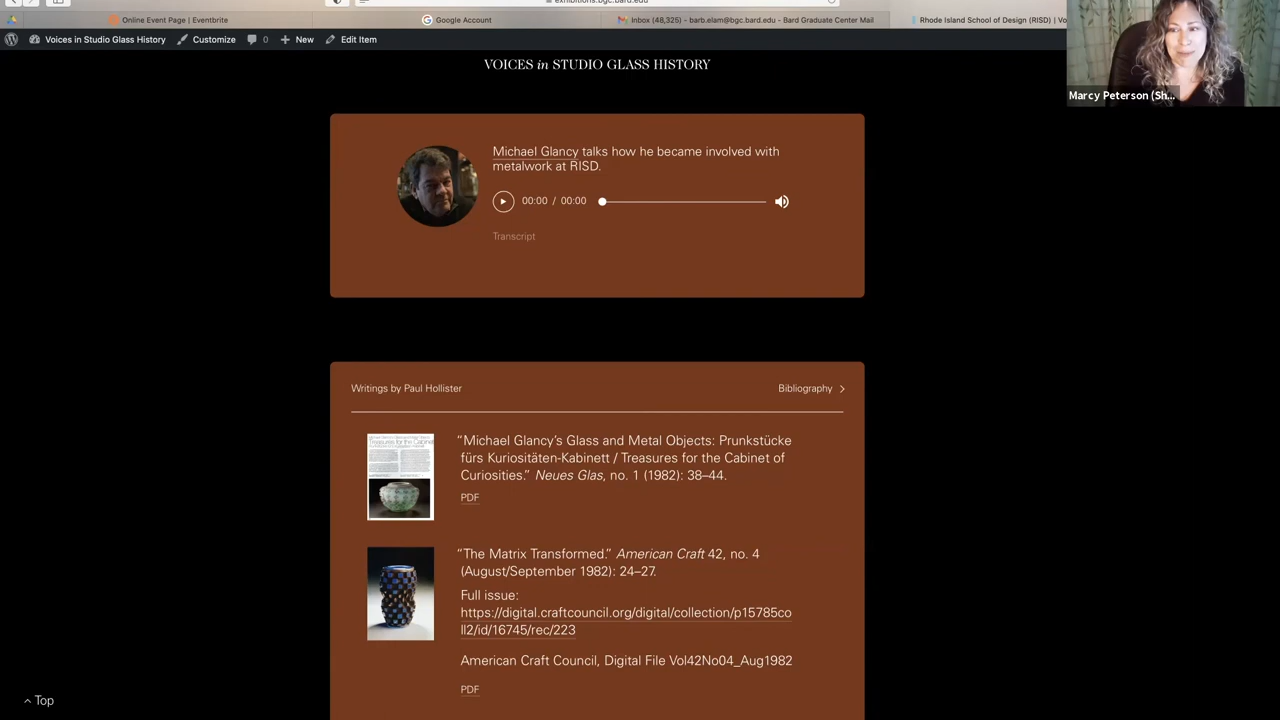 exhibitions.bgc.bard.edu
Online Event Page | Eventbrite
Google Account
Inbox (48,325) - barb.elam@bgc.bard.edu - Bard Graduate Center Mail
Rhode Island School of Design (RISD) | Vo
Voices in Studio Glass History
Customize
0
New
Edit Item
Marcy Peterson (Sh...
VOICES in STUDIO GLASS HISTORY
Michael Glancy talks how he became involved with
metalwork at RISD.
00:00 / 00:00
Transcript
Writings by Paul Hollister
Bibliography
“Michael Glancy’s Glass and Metal Objects: Prunkstücke
fürs Kuriositäten-Kabinett / Treasures for the Cabinet of
Curiosities.” Neues Glas, no. 1 (1982): 38–44.
PDF
“The Matrix Transformed.” American Craft 42, no. 4
(August/September 1982): 24–27.
Full issue:
https://digital.craftcouncil.org/digital/collection/p15785co
ll2/id/16745/rec/223
American Craft Council, Digital File Vol42No04_Aug1982
PDF
Top